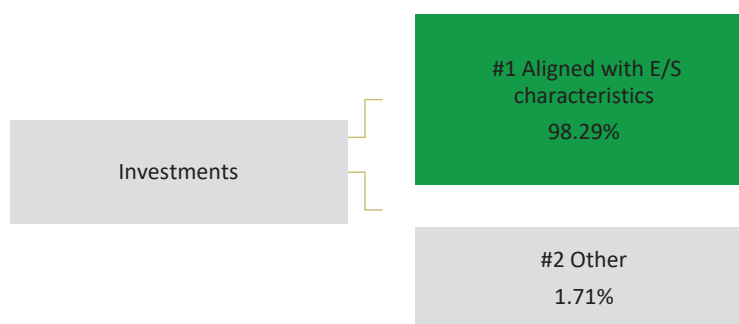 Investments
#1 Aligned with E/S
characteristics
98.29%
#2 Other
1.71%